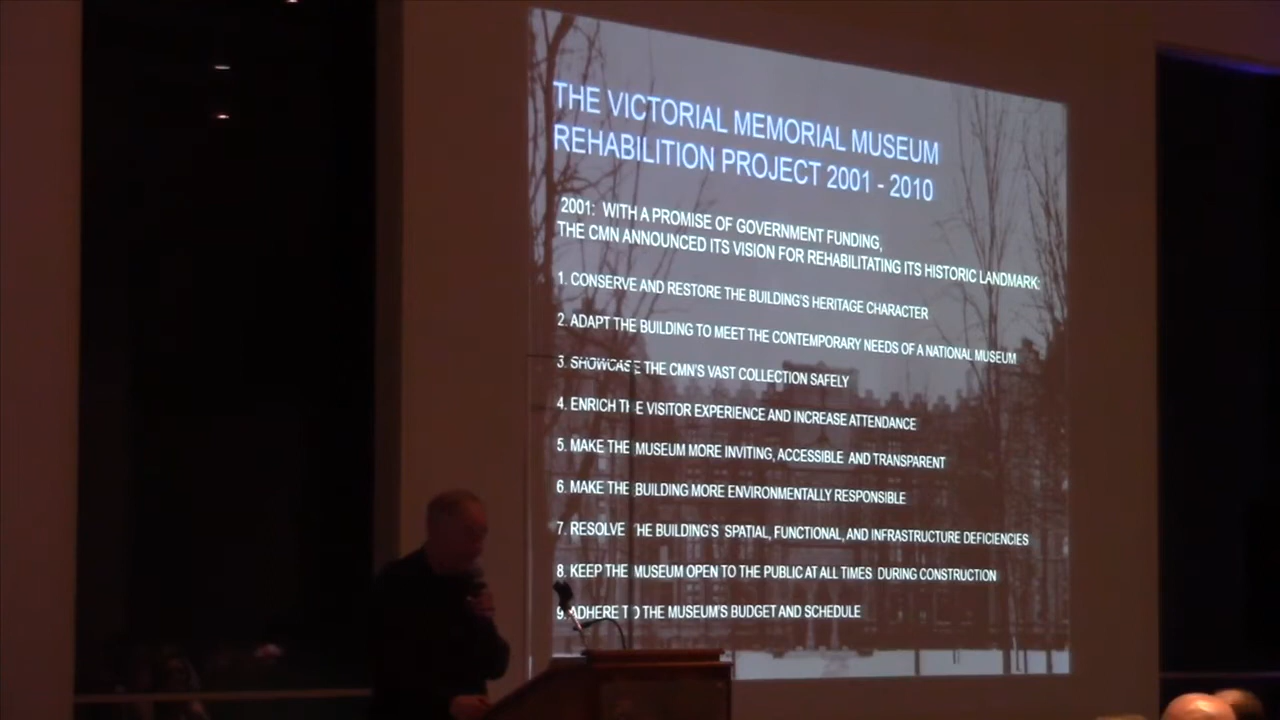 THE VICTORIAL MEMORIAL MUSEUM
REHABILITION PROJECT 2001 - 2010
2001: WITH A PROMISE OF GOVERNMENT FUNDING,
THE CMN ANNOUNCED ITS VISION FOR REHABILITATING ITS HISTORIC LANDMARK:
1. CONSERVE AND RESTORE THE BUILDING'S HERITAGE CHARACTER
2. ADAPT THE BUILDING TO MEET THE CONTEMPORARY NEEDS OF A NATIONAL MUSEUM
3. SHOWCASE THE CMN'S VAST COLLECTION SAFELY
4. ENRICH THE VISITOR EXPERIENCE AND INCREASE ATTENDANCE
5. MAKE THE MUSEUM MORE INVITING, ACCESSIBLE AND TRANSPARENT
6. MAKE THE BUILDING MORE ENVIRONMENTALLY RESPONSIBLE
7. RESOLVE THE BUILDING'S SPATIAL, FUNCTIONAL, AND INFRASTRUCTURE DEFICIENCIES
8. KEEP THE MUSEUM OPEN TO THE PUBLIC AT ALL TIMES DURING CONSTRUCTION
9. ADHERE TO THE MUSEUM'S BUDGET AND SCHEDULE